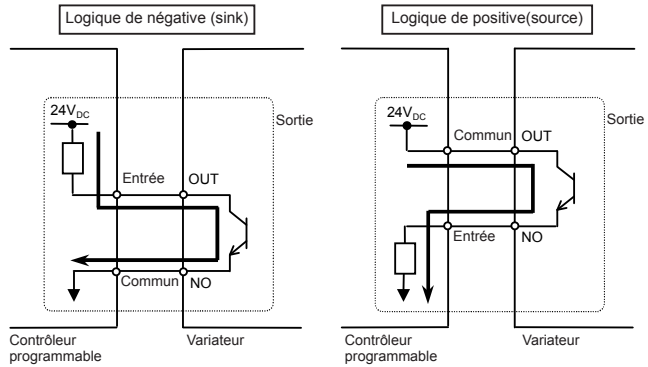 Logique de négative (sink)
24VDC
Sortie
Entrée
OUT
Commun
NO
Contrôleur
programmable
Variateur
Logique de positive(source)
24VDC
Sortie
Commun
OUT
Entrée
NO
Contrôleur
programmable
Variateur